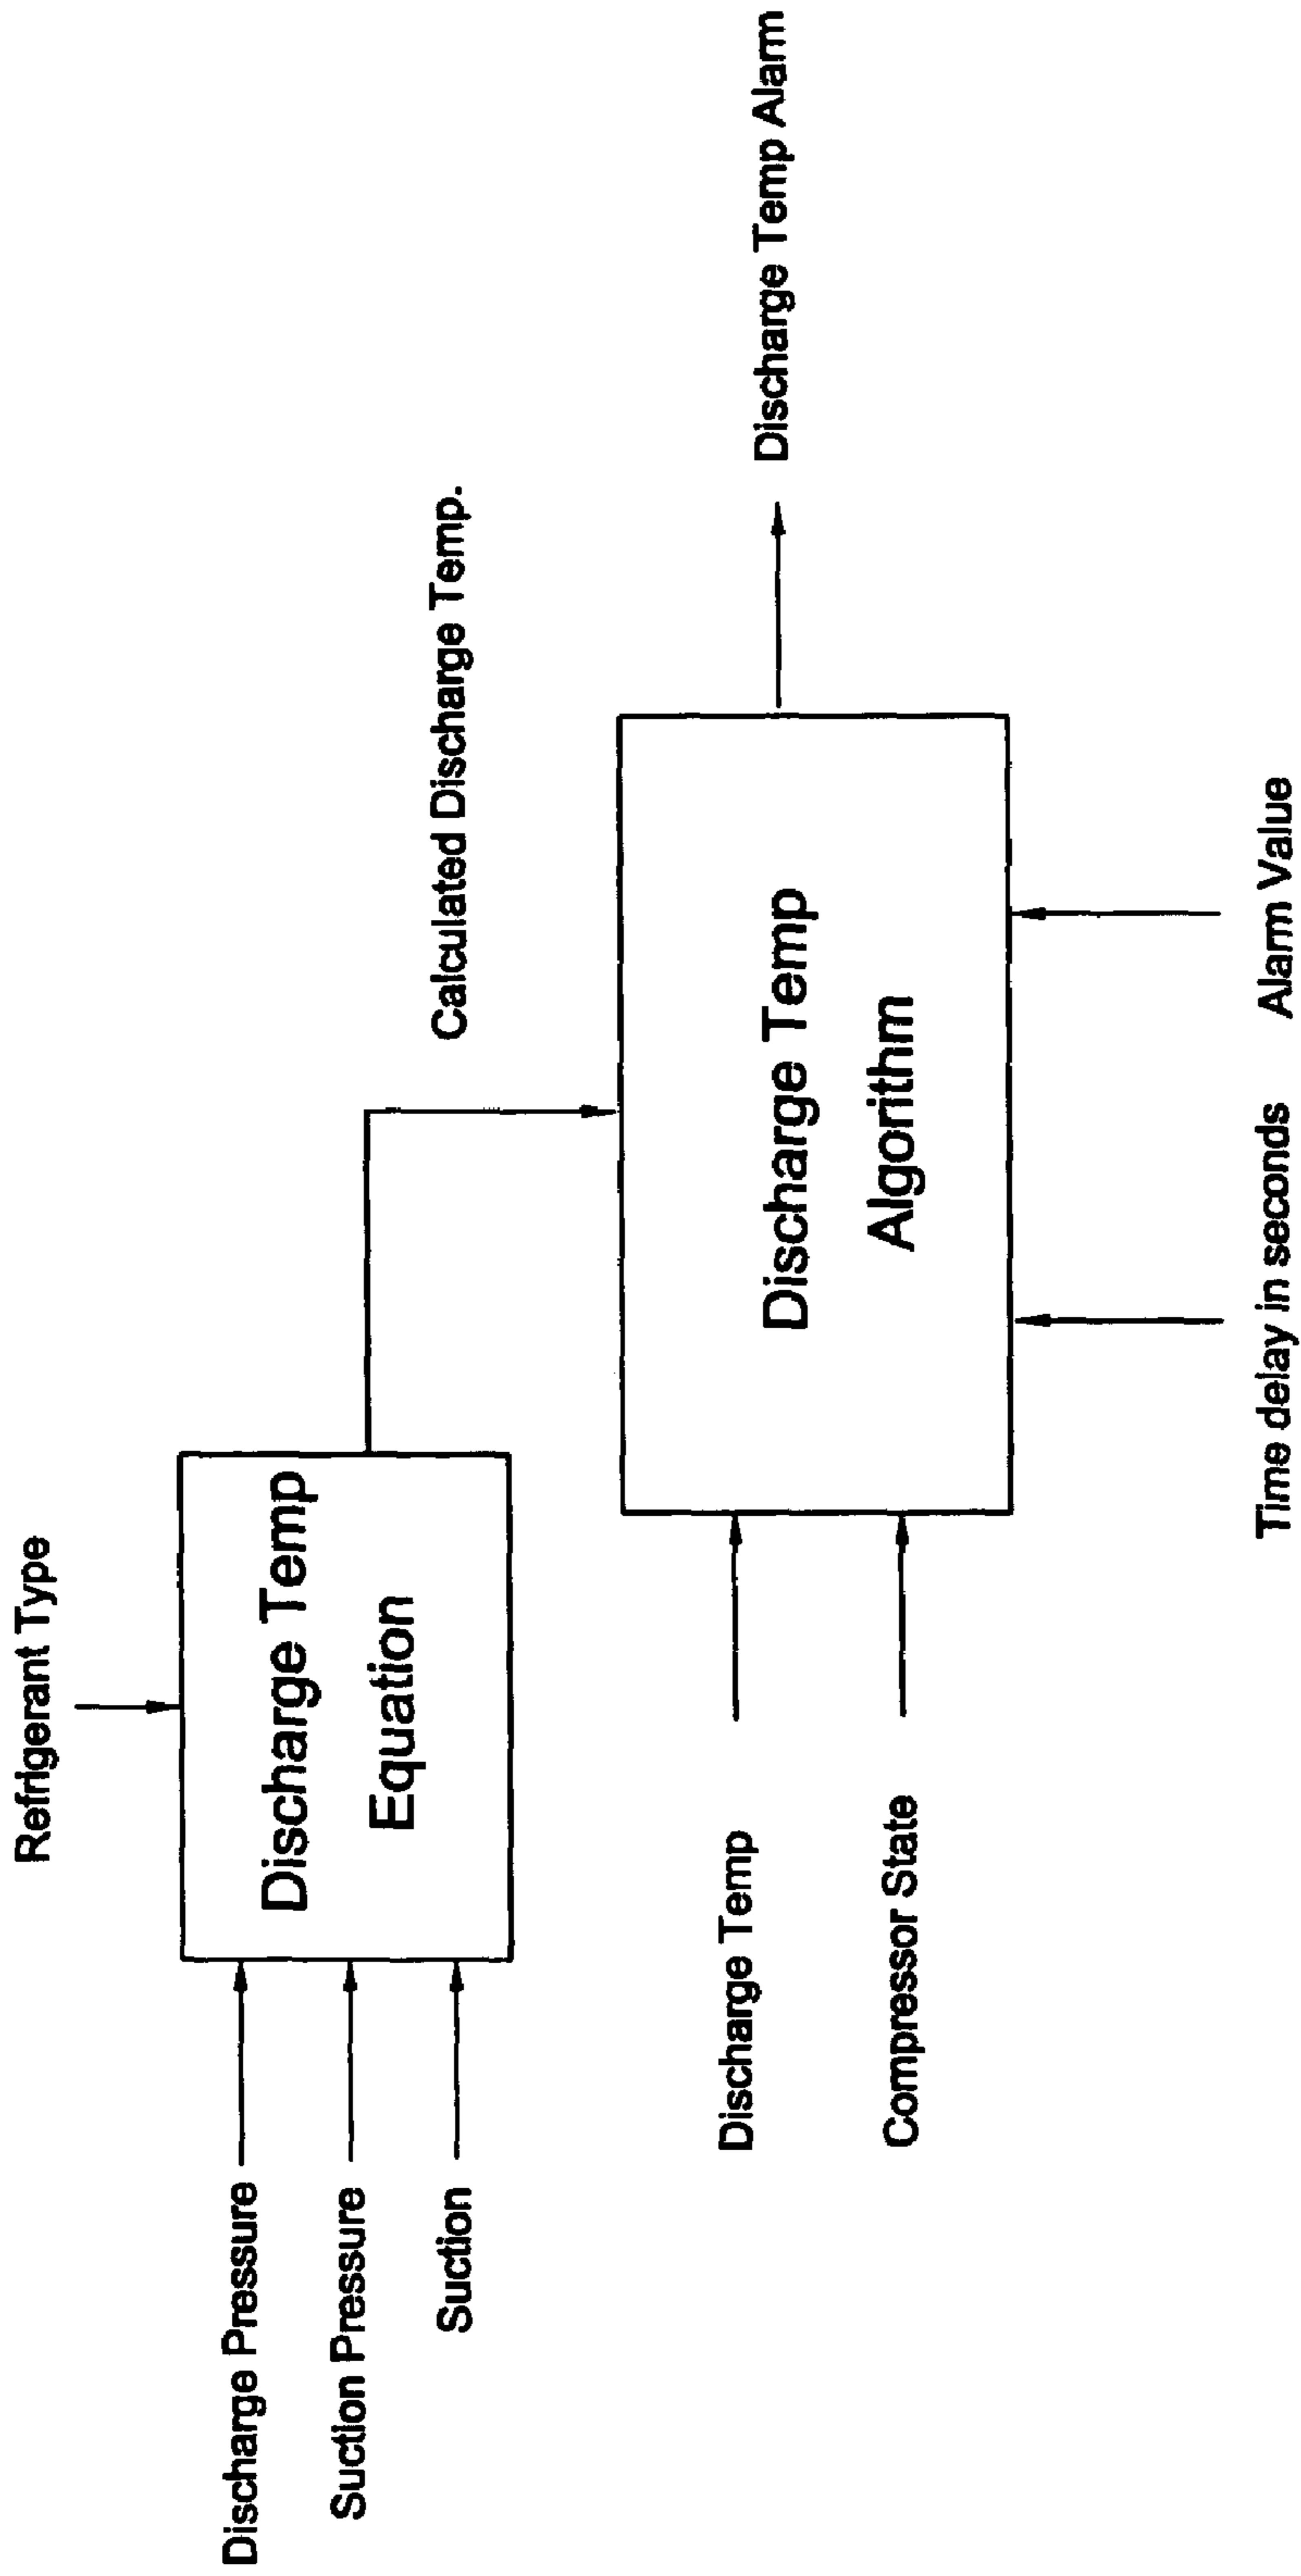 Refrigerant Type
Discharge Pressure
Suction Pressure
Suction
Discharge Temp
Equation
Calculated Discharge Temp.
Discharge Temp
Compressor State
Discharge Temp
Algorithm
Discharge Temp Alarm
Time delay in seconds
Alarm Value